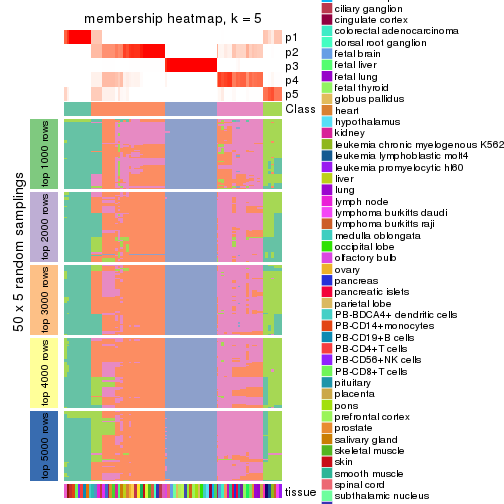 membership heatmap, k = 5
p1
p2
p3
p4
p5
Class
50 x 5 random samplings
top 1000 rows
top 2000 rows
top 3000 rows
top 4000 rows
top 5000 rows
tissue
ciliary ganglion
cingulate cortex
colorectal adenocarcinoma
dorsal root ganglion
fetal brain
fetal liver
fetal lung
fetal thyroid
globus pallidus
heart
hypothalamus
kidney
leukemia chronic myelogenous K562
leukemia lymphoblastic molt4
leukemia promyelocytic hl60
liver
lung
lymph node
lymphoma burkitts daudi
lymphoma burkitts raji
medulla oblongata
occipital lobe
olfactory bulb
ovary
pancreas
pancreatic islets
parietal lobe
PB-BDCA4+ dendritic cells
PB-CD14+monocytes
PB-CD19+B cells
PB-CD4+T cells
PB-CD56+NK cells
PB-CD8+T cells
pituitary
placenta
pons
prefrontal cortex
prostate
salivary gland
skeletal muscle
skin
smooth muscle
spinal cord
subthalamic nucleus